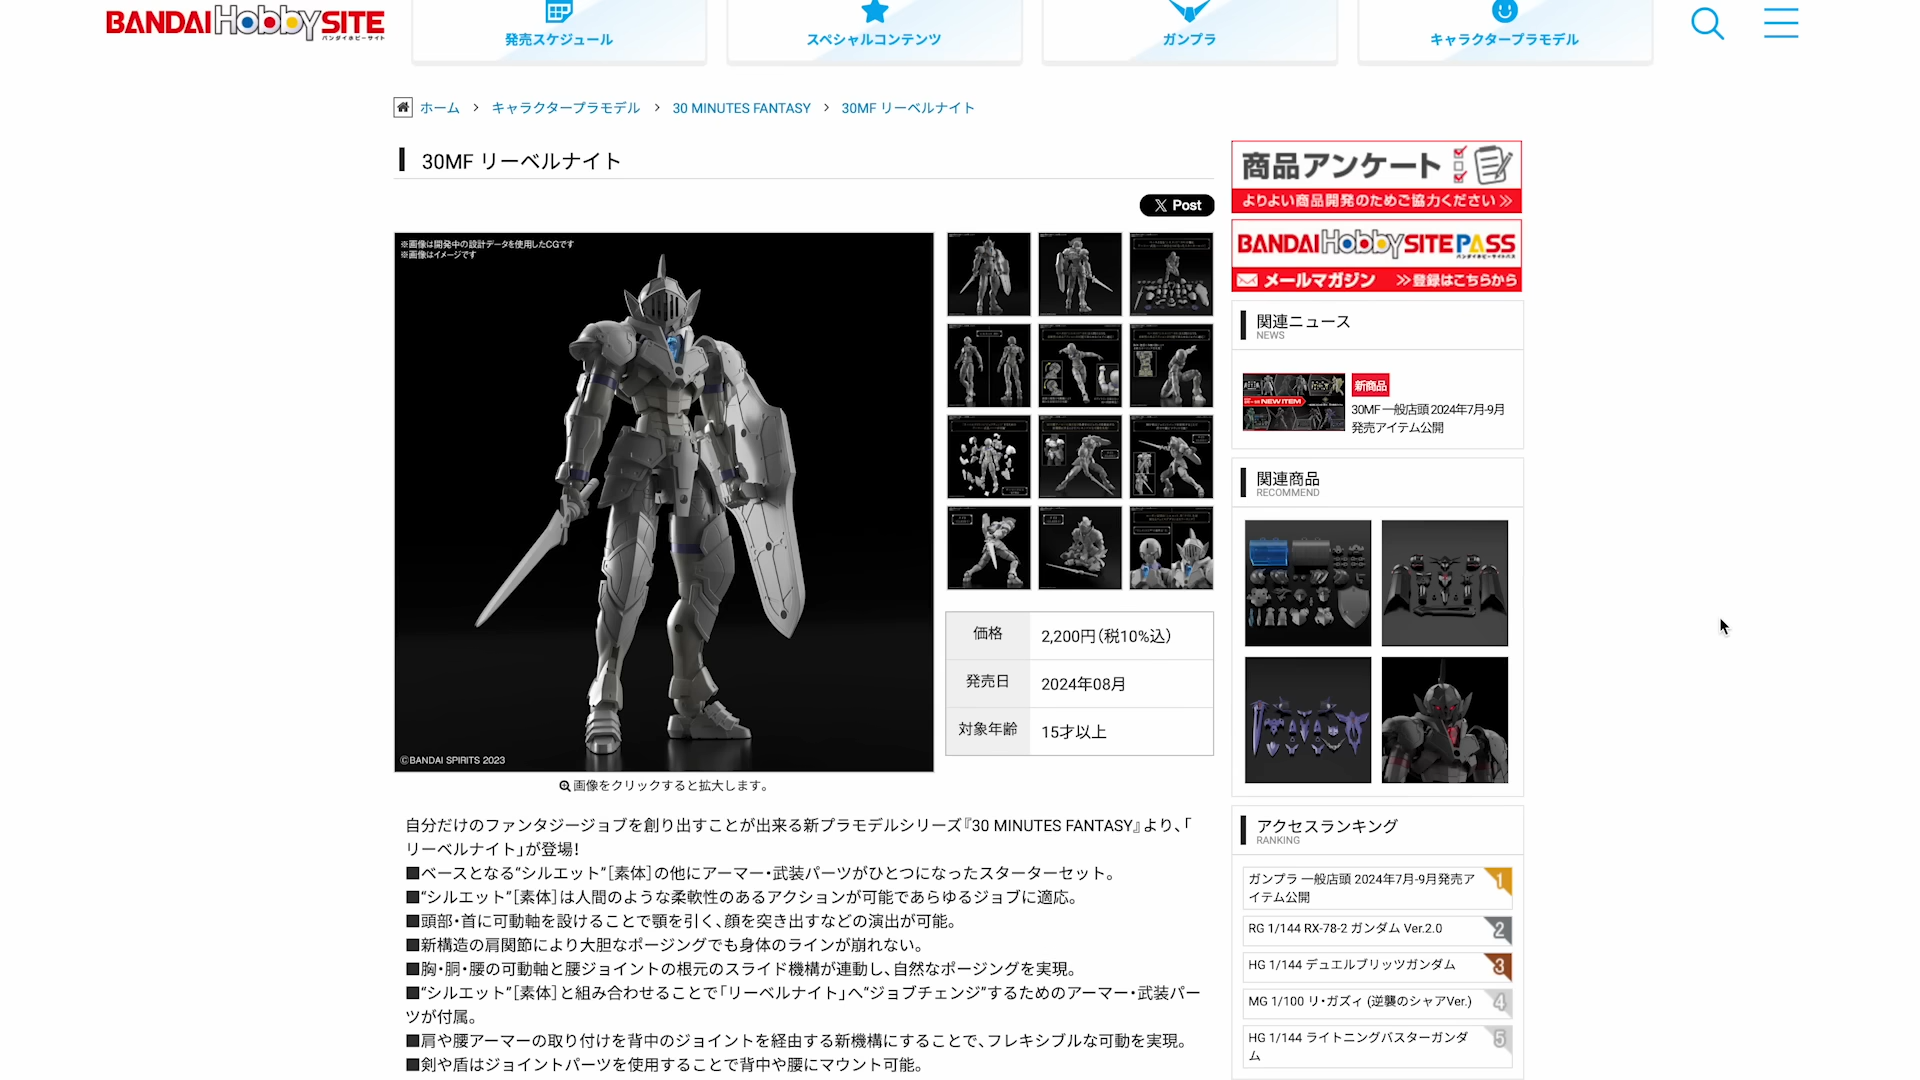 BANDAI HobbySITE
バンダイホビーサイト
発売スケジュール
スペシャルコンテンツ
ガンプラ
キャラクタープラモデル
ホーム > キャラクタープラモデル > 30 MINUTES FANTASY > 30MF リーベルナイト
30MF リーベルナイト
X Post
※画像は開発中の設計データを使用したCGです
※画像はイメージです
©BANDAI SPIRITS 2023
画像をクリックすると拡大します。
価格 2,200円(税10%込)
発売日 2024年08月
対象年齢 15才以上
自分だけのファンタジージョブを創り出すことが出来る新プラモデルシリーズ『30 MINUTES FANTASY』より、「
リーベルナイト」が登場!
■ベースとなる“シルエット”[素体]の他にアーマー・武装パーツがひとつになったスターターセット。
■“シルエット”[素体]は人間のような柔軟性のあるアクションが可能であらゆるジョブに適応。
■頭部・首に可動軸を設けることで顎を引く、顔を突き出すなどの演出が可能。
■新構造の肩関節により大胆なポージングでも身体のラインが崩れない。
■胸・胴・腰の可動軸と腰ジョイントの根元のスライド機構が連動し、自然なポージングを実現。
■“シルエット”[素体]と組み合わせることで「リーベルナイト」へ“ジョブチェンジ”するためのアーマー・武装パー
ツが付属。
■肩や腰アーマーの取り付けを背中のジョイントを経由する新機構にすることで、フレキシブルな可動を実現。
■剣や盾はジョイントパーツを使用することで背中や腰にマウント可能。
商品アンケート
よりよい商品開発のためご協力ください
BANDAI HobbySITE PASS
バンダイホビーサイトパス
メールマガジン ≫登録はこちらから
関連ニュース
NEWS
NEW ITEM
新商品
30MF 一般店頭 2024年7月-9月
発売アイテム公開
関連商品
RECOMMEND
アクセスランキング
RANKING
ガンプラ 一般店頭 2024年7月-9月発売ア
イテム公開
1
RG 1/144 RX-78-2 ガンダム Ver.2.0
2
HG 1/144 デュエルブリッツガンダム
3
MG 1/100 リ・ガズィ (逆襲のシャアVer.)
4
HG 1/144 ライトニングバスターガンダ
ム
5